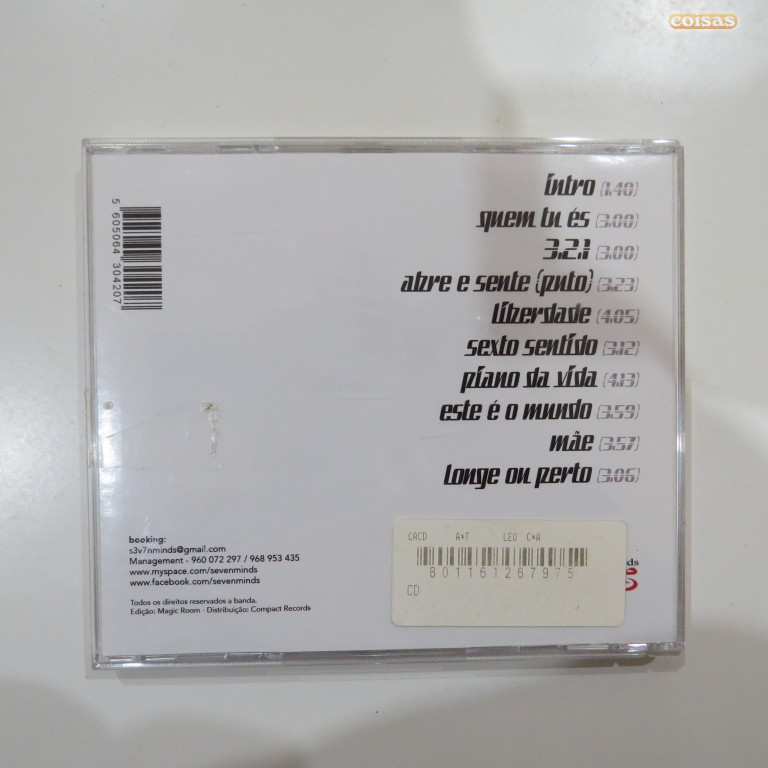 coisas
intro (1.40)
quem tu és (3.00)
3.2.1 (3.00)
abre e sente (puto) (3.23)
liberdade (4.05)
sexto sentido (3.12)
piano da vida (4.13)
este é o mundo (3.59)
mãe (3.57)
longe ou perto (3.06)
5 605064 304207
booking:
s3v7nminds@gmail.com
Management - 960 072 297 / 968 953 435
www.myspace.com/sevenminds
www.facebook.com/sevenminds
Todos os direitos reservados a banda.
Edição: Magic Room - Distribuição: Compact Records
CRCD A*T LEO C*A
801161267975
CD